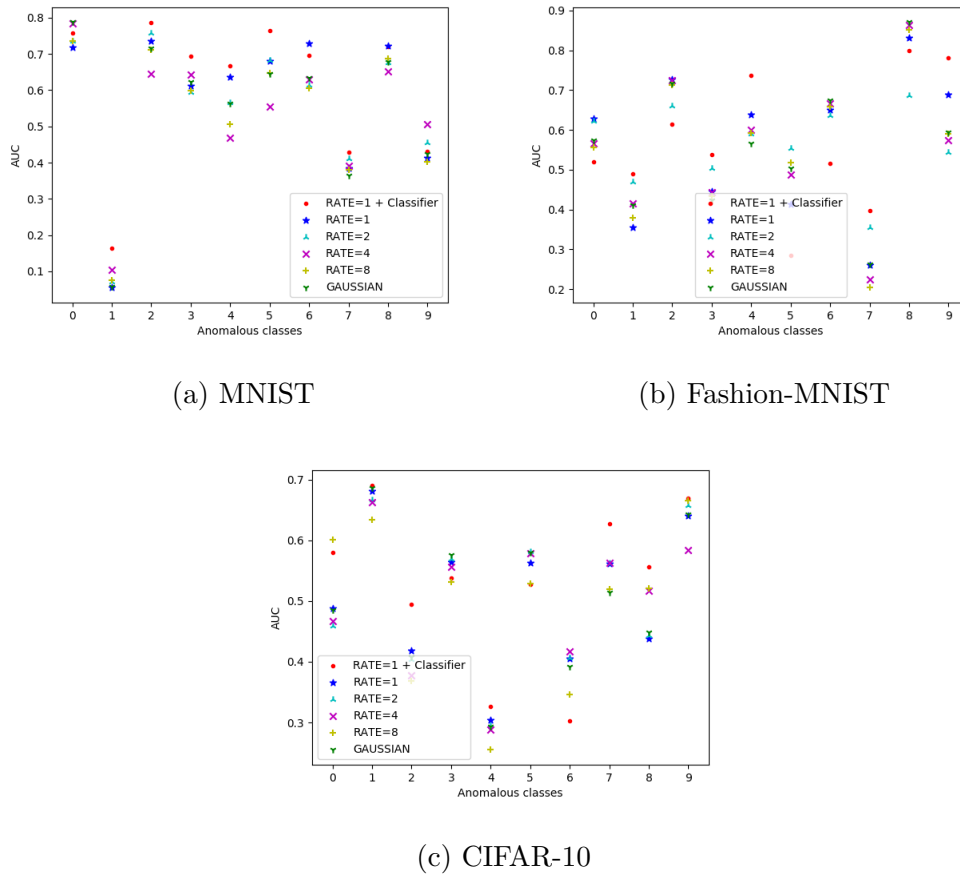 0.8
0.7
0.6
0.5
0.4
0.3
0.2
0.1
AUC
RATE=1 + Classifier
RATE=1
RATE=2
RATE=4
RATE=8
GAUSSIAN
0 1 2 3 4 5 6 7 8 9
Anomalous classes
(a) MNIST
0.9
0.8
0.7
0.6
0.5
0.4
0.3
0.2
AUC
RATE=1 + Classifier
RATE=1
RATE=2
RATE=4
RATE=8
GAUSSIAN
0 1 2 3 4 5 6 7 8 9
Anomalous classes
(b) Fashion-MNIST
0.7
0.6
0.5
0.4
0.3
AUC
RATE=1 + Classifier
RATE=1
RATE=2
RATE=4
RATE=8
GAUSSIAN
0 1 2 3 4 5 6 7 8 9
Anomalous classes
(c) CIFAR-10